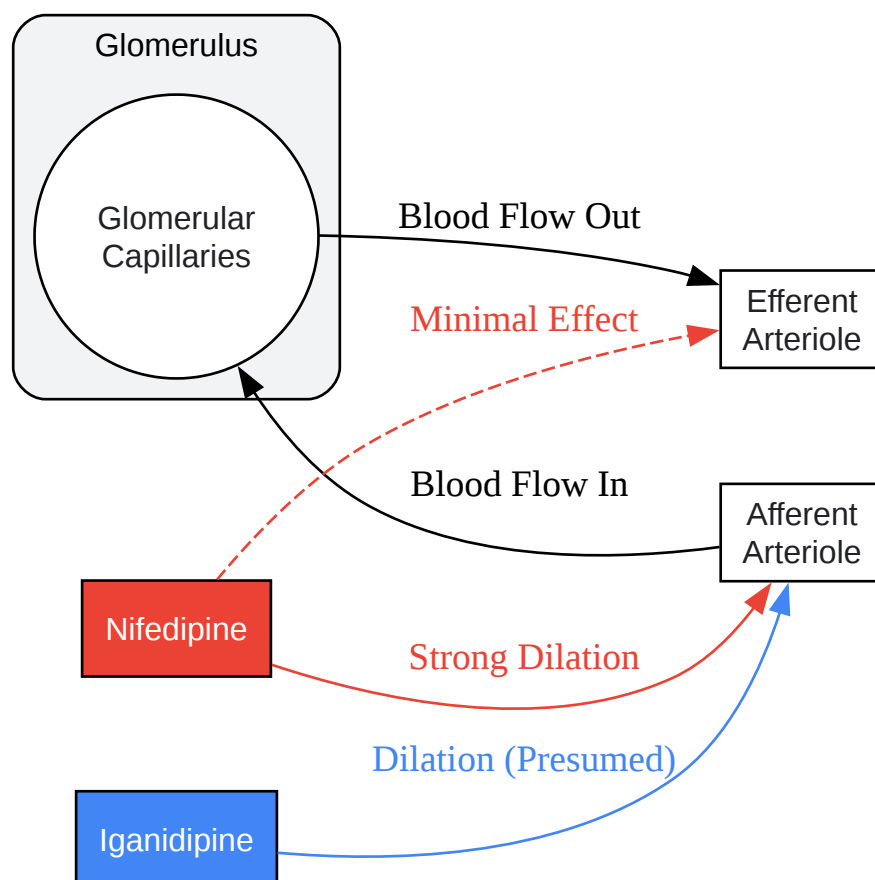 Glomerulus
Glomerular
Capillaries
Blood Flow Out
Efferent
Arteriole
Minimal Effect
Blood Flow In
Afferent
Arteriole
Nifedipine
Strong Dilation
Dilation (Presumed)
Iganidipine